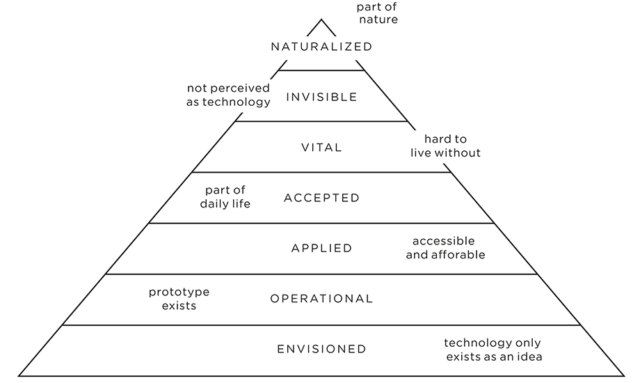 part of
nature
NATURALIZED
not perceived
as technology
INVISIBLE
VITAL
hard to
live without
part of
daily life
ACCEPTED
APPLIED
accessible
and afforable
prototype
exists
OPERATIONAL
ENVISIONED
technology only
exists as an idea